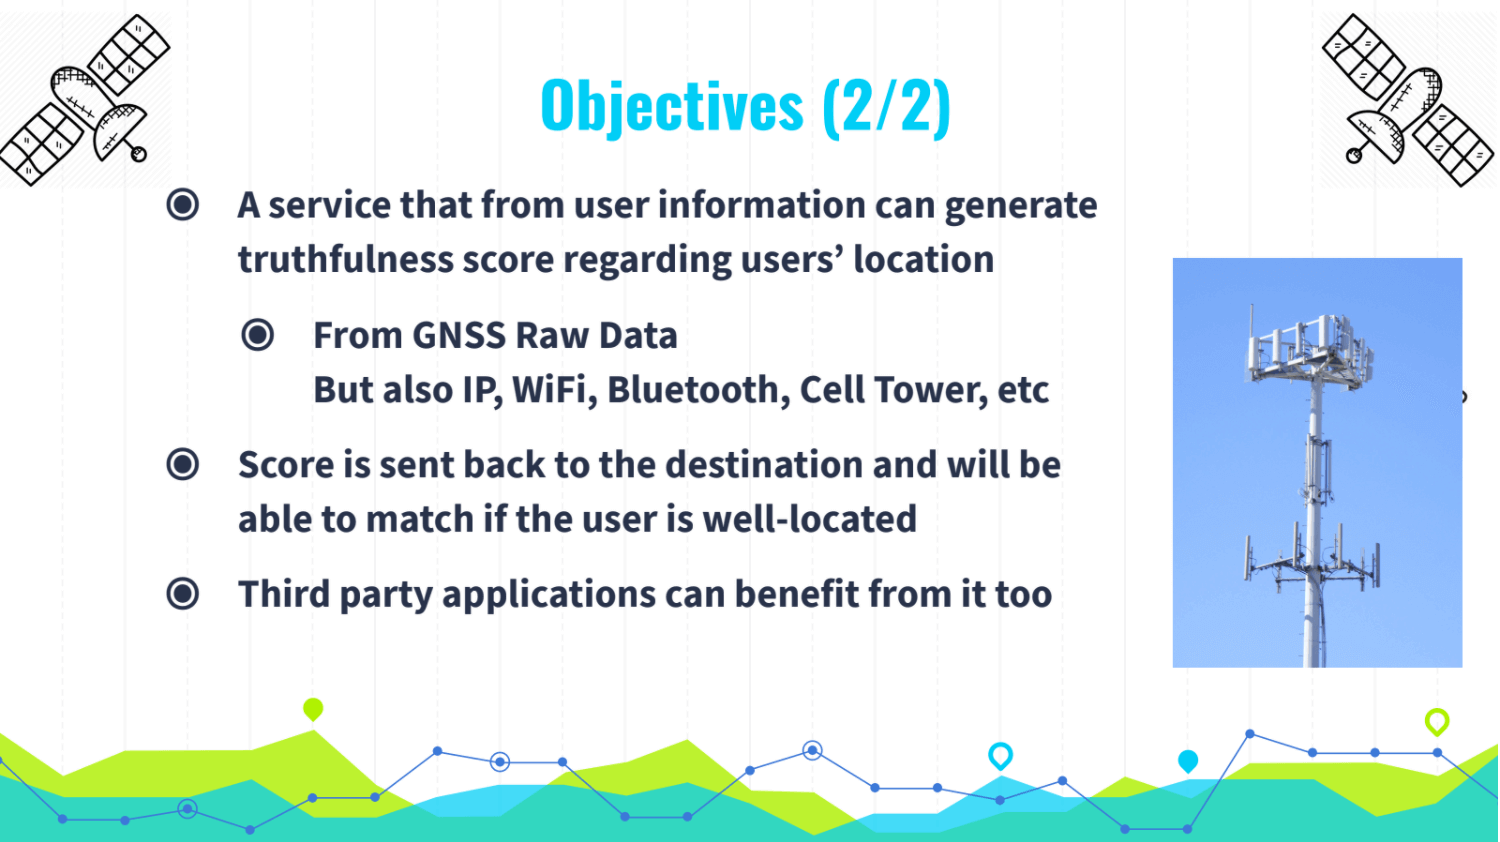 Objectives (2/2)
A service that from user information can generate
truthfulness score regarding users’ location
From GNSS Raw Data
But also IP, WiFi, Bluetooth, Cell Tower, etc
Score is sent back to the destination and will be
able to match if the user is well-located
Third party applications can benefit from it too